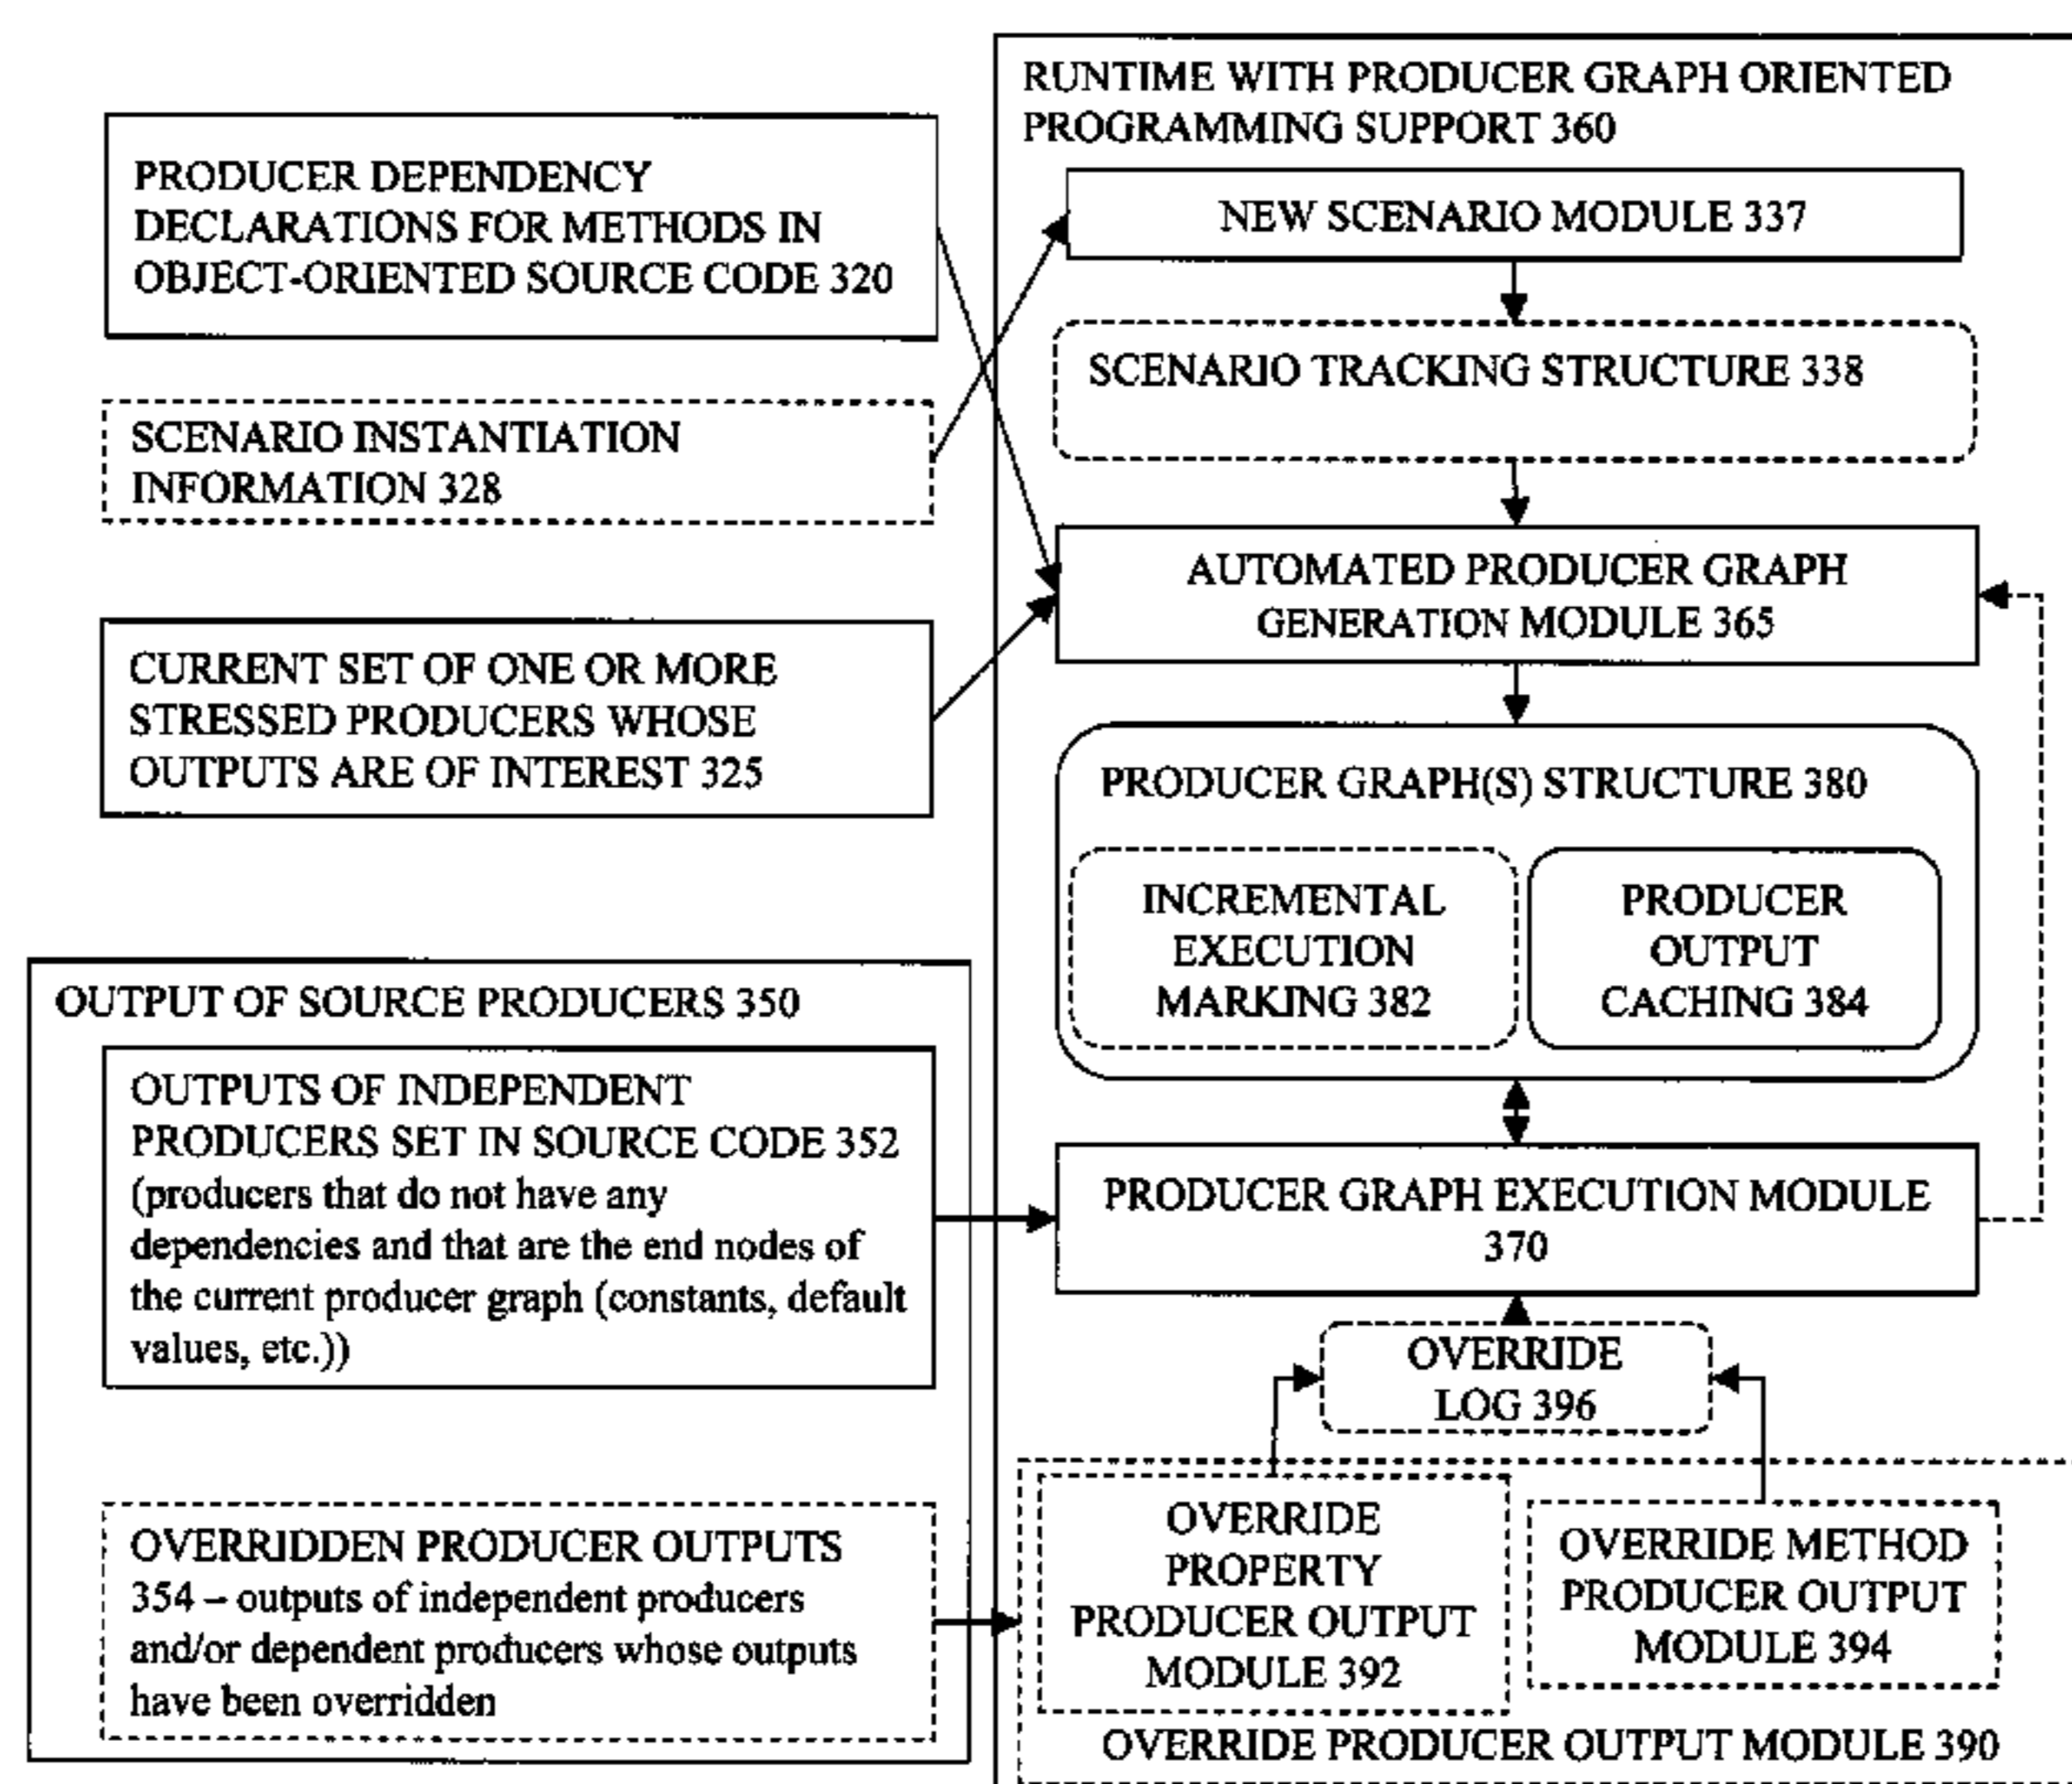 RUNTIME WITH PRODUCER GRAPH ORIENTED
PROGRAMMING SUPPORT 360
PRODUCER DEPENDENCY
DECLARATIONS FOR METHODS IN
OBJECT-ORIENTED SOURCE CODE 320
NEW SCENARIO MODULE 337
SCENARIO TRACKING STRUCTURE 338
SCENARIO INSTANTIATION
INFORMATION 328
AUTOMATED PRODUCER GRAPH
GENERATION MODULE 365
CURRENT SET OF ONE OR MORE
STRESSED PRODUCERS WHOSE
OUTPUTS ARE OF INTEREST 325
PRODUCER GRAPH(S) STRUCTURE 380
INCREMENTAL
EXECUTION
MARKING 382
PRODUCER
OUTPUT
CACHING 384
OUTPUT OF SOURCE PRODUCERS 350
OUTPUTS OF INDEPENDENT
PRODUCERS SET IN SOURCE CODE 352
(producers that do not have any
dependencies and that are the end nodes of
the current producer graph (constants, default
values, etc.))
PRODUCER GRAPH EXECUTION MODULE
370
OVERRIDE
LOG 396
OVERRIDDEN PRODUCER OUTPUTS
354 – outputs of independent producers
and/or dependent producers whose outputs
have been overridden
OVERRIDE
PROPERTY
PRODUCER OUTPUT
MODULE 392
OVERRIDE METHOD
PRODUCER OUTPUT
MODULE 394
OVERRIDE PRODUCER OUTPUT MODULE 390